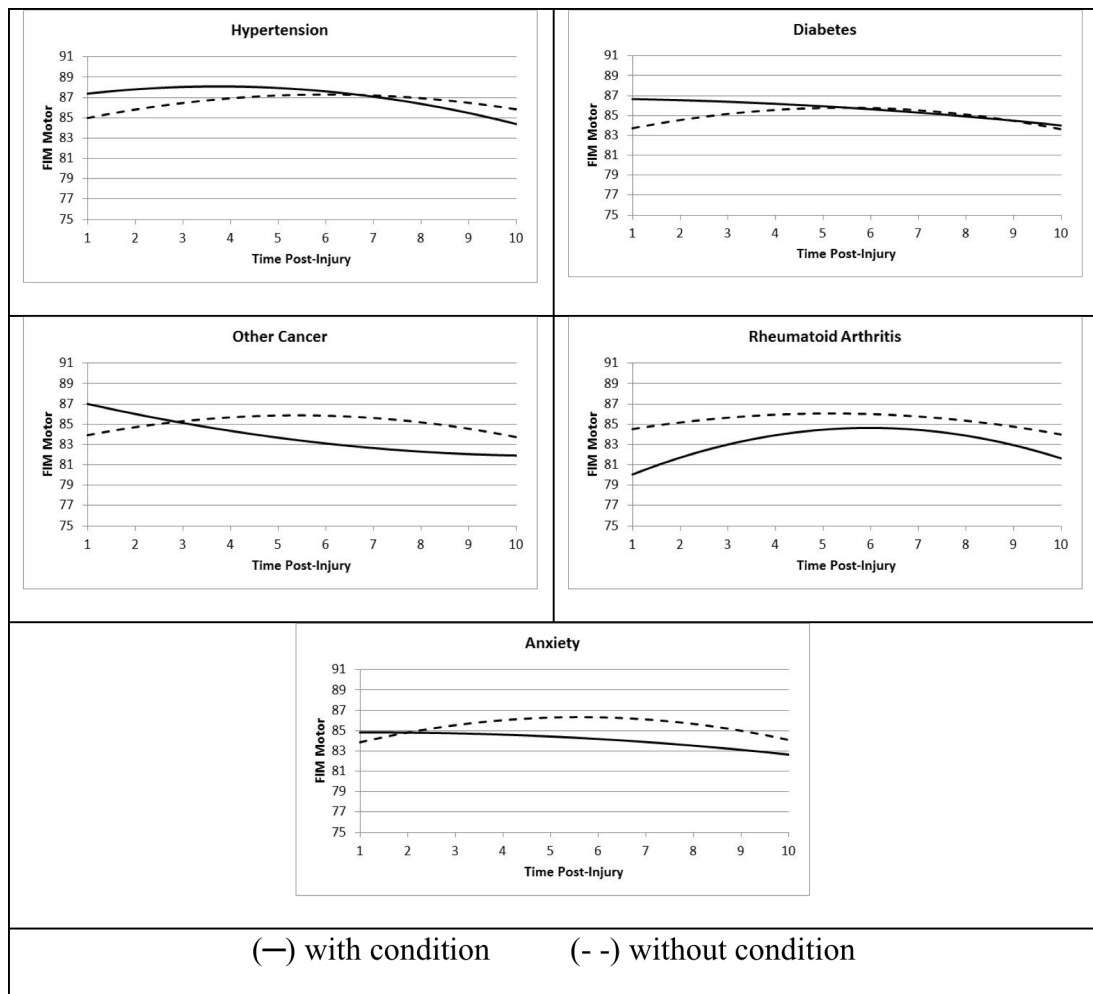 Hypertension
91
89
87
85
83
81
79
77
75
FIM Motor
1 2 3 4 5 6 7 8 9 10
Time Post-Injury
Diabetes
91
89
87
85
83
81
79
77
75
FIM Motor
1 2 3 4 5 6 7 8 9 10
Time Post-Injury
Other Cancer
91
89
87
85
83
81
79
77
75
FIM Motor
1 2 3 4 5 6 7 8 9 10
Time Post-Injury
Rheumatoid Arthritis
91
89
87
85
83
81
79
77
75
FIM Motor
1 2 3 4 5 6 7 8 9 10
Time Post-Injury
Anxiety
91
89
87
85
83
81
79
77
75
FIM Motor
1 2 3 4 5 6 7 8 9 10
Time Post-Injury
(—) with condition (- -) without condition